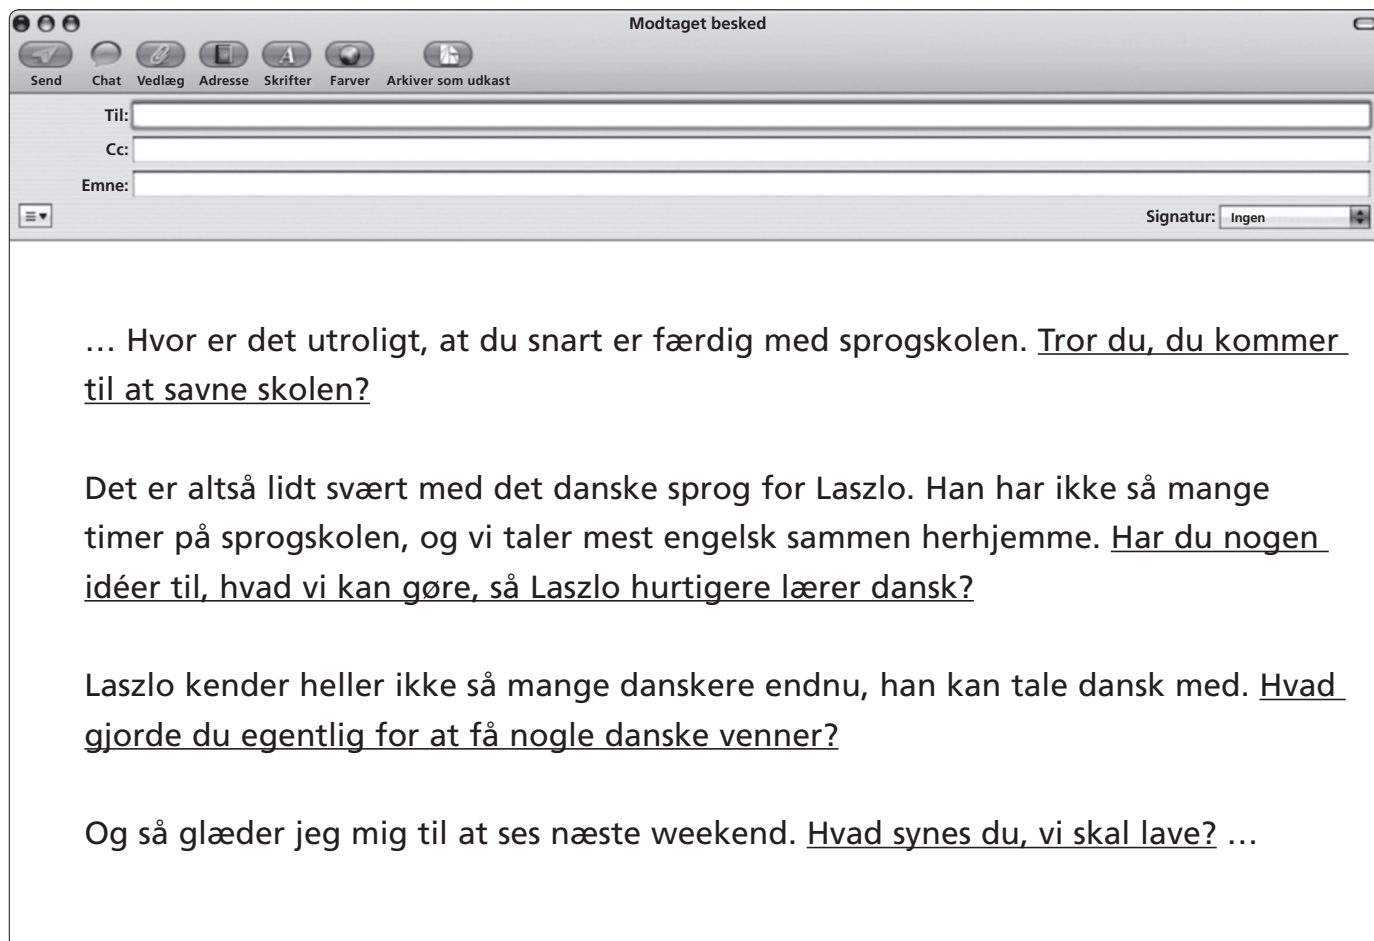 Modtaget besked
Send Chat Vedlæg Adresse Skrifter Farver Arkiver som udkast
Til:
Cc:
Emne:
Signatur: Ingen
… Hvor er det utroligt, at du snart er færdig med sprogskolen. Tror du, du kommer
til at savne skolen?
Det er altså lidt svært med det danske sprog for Laszlo. Han har ikke så mange
timer på sprogskolen, og vi taler mest engelsk sammen herhjemme. Har du nogen
idéer til, hvad vi kan gøre, så Laszlo hurtigere lærer dansk?
Laszlo kender heller ikke så mange danskere endnu, han kan tale dansk med. Hvad
gjorde du egentlig for at få nogle danske venner?
Og så glæder jeg mig til at ses næste weekend. Hvad synes du, vi skal lave? …